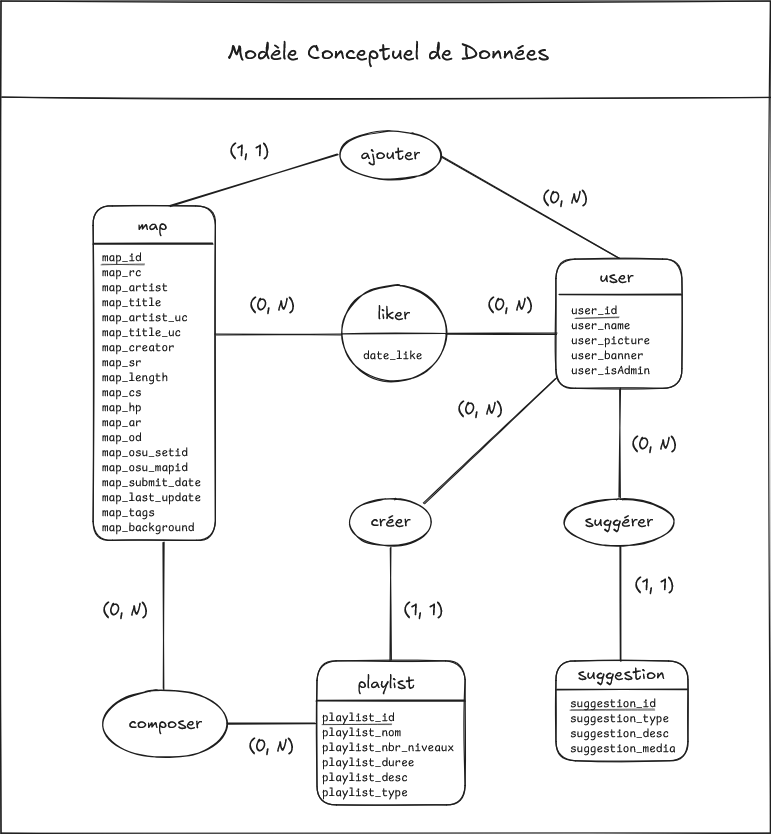 Modèle Conceptuel de Données
(1, 1)
ajouter
(0, N)
map
map_id
map_rc
map_artist
map_title
map_artist_uc
map_title_uc
map_creator
map_sr
map_length
map_cs
map_hp
map_ar
map_od
map_osu_setid
map_osu_mapid
map_submit_date
map_last_update
map_tags
map_background
(0, N)
liker
date_like
(0, N)
user
user_id
user_name
user_picture
user_banner
user_isAdmin
(0, N)
(0, N)
créer
suggérer
(0, N)
(1, 1)
(1, 1)
composer
(0, N)
playlist
playlist_id
playlist_nom
playlist_nbr_niveaux
playlist_duree
playlist_desc
playlist_type
suggestion
suggestion_id
suggestion_type
suggestion_desc
suggestion_media